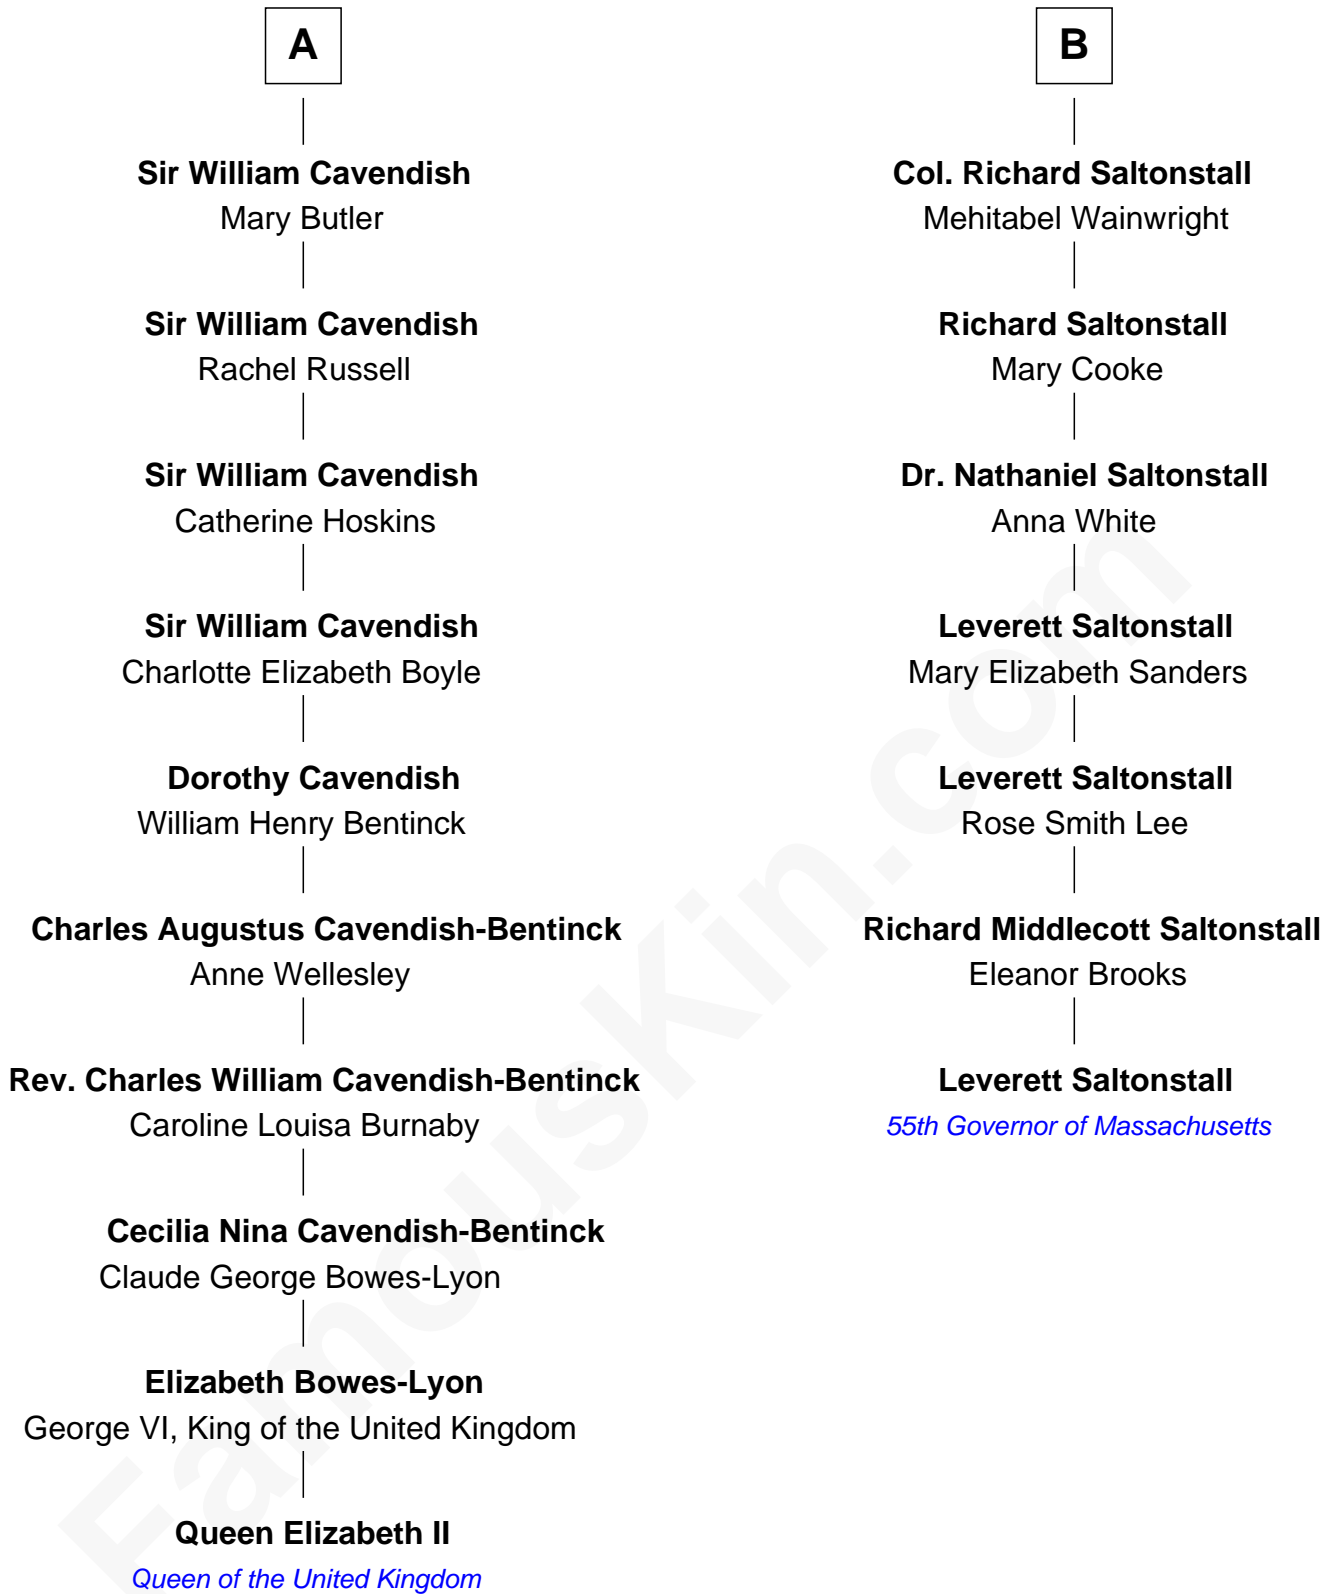 A
Sir William Cavendish
Mary Butler
Sir William Cavendish
Rachel Russell
Sir William Cavendish
Catherine Hoskins
Sir William Cavendish
Charlotte Elizabeth Boyle
Dorothy Cavendish
William Henry Bentinck
Charles Augustus Cavendish-Bentinck
Anne Wellesley
Rev. Charles William Cavendish-Bentinck
Caroline Louisa Burnaby
Cecilia Nina Cavendish-Bentinck
Claude George Bowes-Lyon
Elizabeth Bowes-Lyon
George VI, King of the United Kingdom
Queen Elizabeth II
Queen of the United Kingdom
B
Col. Richard Saltonstall
Mehitabel Wainwright
Richard Saltonstall
Mary Cooke
Dr. Nathaniel Saltonstall
Anna White
Leverett Saltonstall
Mary Elizabeth Sanders
Leverett Saltonstall
Rose Smith Lee
Richard Middlecott Saltonstall
Eleanor Brooks
Leverett Saltonstall
55th Governor of Massachusetts
FamousKin.com